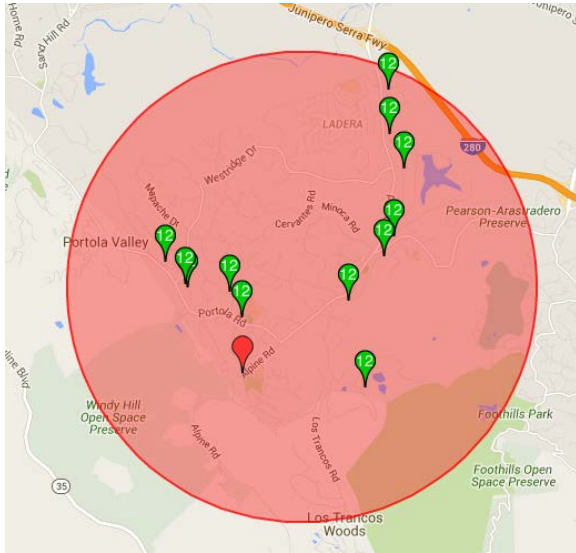 Junipero Serra Fwy
Home Rd
Sand Hill Rd
12
12
LADERA
280
12
Westridge Dr
Mapache Dr
Cervantes Rd
Minoca Rd
12
Pearson-Arastradero
Preserve
12
Portola Valley
12
12
12
12
12
Portola Rd
Alpine Rd
12
Windy Hill
Open Space
Preserve
Alpine Rd
Los Trancos Rd
Foothills Park
Foothills Open
Space Preserve
35
Los Trancos
Woods